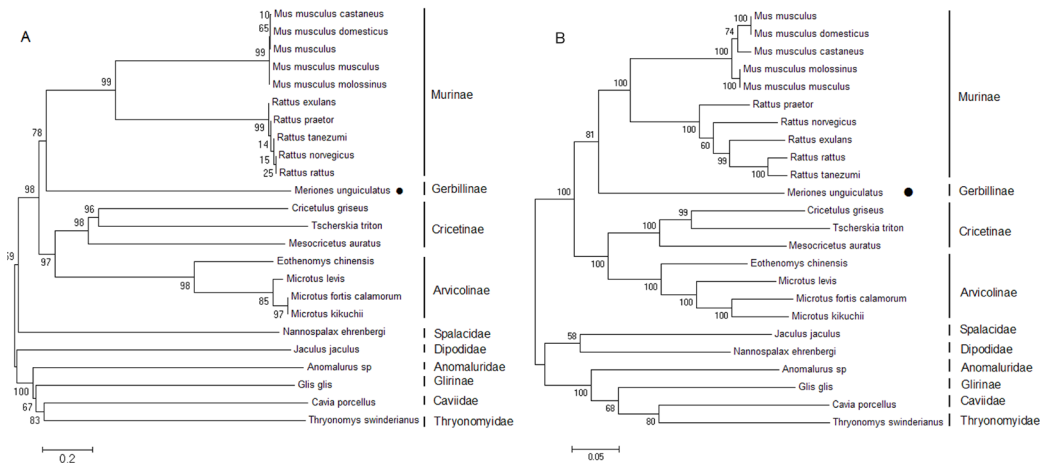 A
10
65
99
99
99
14
15
25
78
98
96
98
97
98
85
97
59
100
67
83
Mus musculus castaneus
Mus musculus domesticus
Mus musculus
Mus musculus musculus
Mus musculus molossinus
Rattus exulans
Rattus praetor
Rattus tanezumi
Rattus norvegicus
Rattus rattus
Meriones unguiculatus
Cricetulus griseus
Tscherskia triton
Mesocricetus auratus
Eothenomys chinensis
Microtus levis
Microtus fortis calamorum
Microtus kikuchii
Nannospalax ehrenbergi
Jaculus jaculus
Anomalurus sp
Glis glis
Cavia porcellus
Thryonomys swinderianus
Murinae
Gerbillinae
Cricetinae
Arvicolinae
Spalacidae
Dipodidae
Anomaluridae
Glirinae
Caviidae
Thryonomyidae
0.2
B
100
74
100
100
100
100
60
99
100
81
100
99
100
100
100
100
100
58
100
68
80
Mus musculus
Mus musculus domesticus
Mus musculus castaneus
Mus musculus molossinus
Mus musculus musculus
Rattus praetor
Rattus norvegicus
Rattus exulans
Rattus rattus
Rattus tanezumi
Meriones unguiculatus
Cricetulus griseus
Tscherskia triton
Mesocricetus auratus
Eothenomys chinensis
Microtus levis
Microtus fortis calamorum
Microtus kikuchii
Jaculus jaculus
Nannospalax ehrenbergi
Anomalurus sp
Glis glis
Cavia porcellus
Thryonomys swinderianus
Murinae
Gerbillinae
Cricetinae
Arvicolinae
Spalacidae
Dipodidae
Anomaluridae
Glirinae
Caviidae
Thryonomyidae
0.05